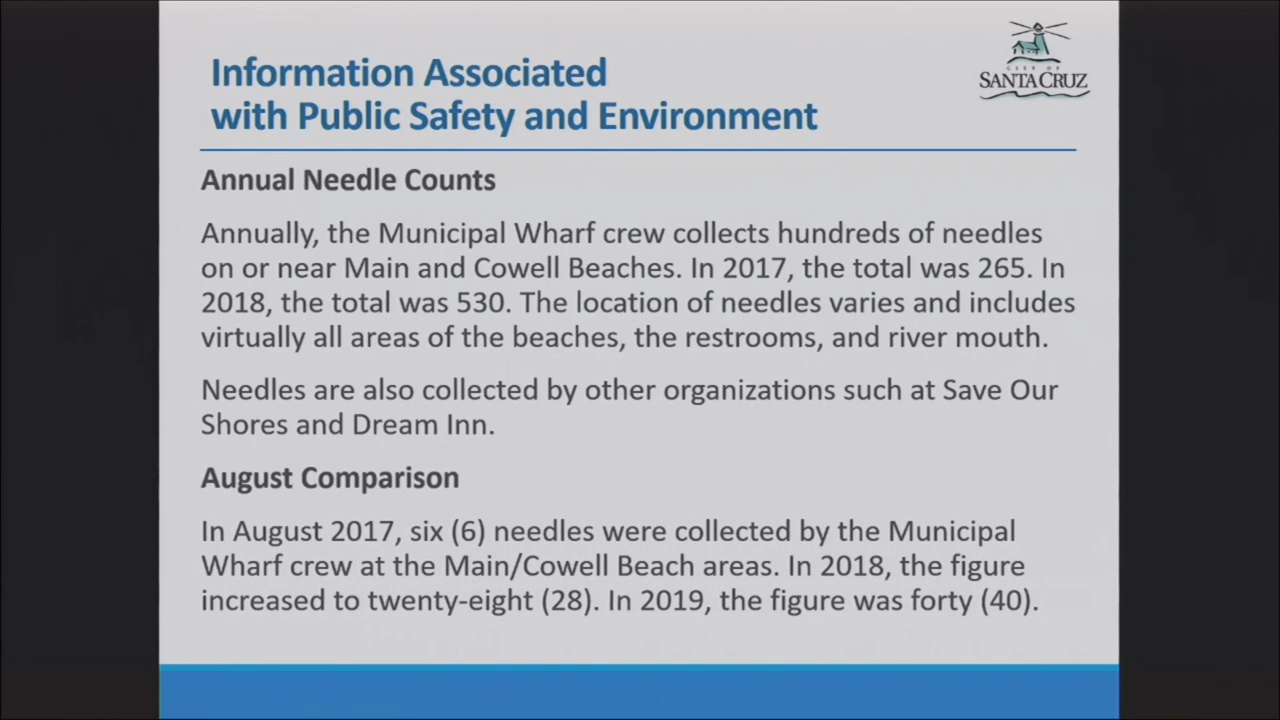 Information Associated
with Public Safety and Environment
CITY OF
SANTA CRUZ
Annual Needle Counts
Annually, the Municipal Wharf crew collects hundreds of needles
on or near Main and Cowell Beaches. In 2017, the total was 265. In
2018, the total was 530. The location of needles varies and includes
virtually all areas of the beaches, the restrooms, and river mouth.
Needles are also collected by other organizations such at Save Our
Shores and Dream Inn.
August Comparison
In August 2017, six (6) needles were collected by the Municipal
Wharf crew at the Main/Cowell Beach areas. In 2018, the figure
increased to twenty-eight (28). In 2019, the figure was forty (40).